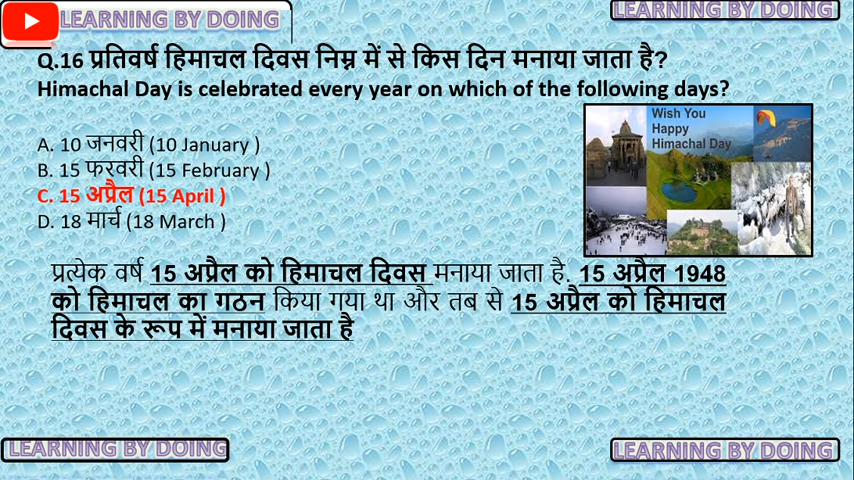 LEARNING BY DOING
LEARNING BY DOING
Q.16 प्रतिवर्ष हिमाचल दिवस निम्न में से किस दिन मनाया जाता है?
Himachal Day is celebrated every year on which of the following days?
Wish You
Happy
Himachal Day
A. 10 जनवरी (10 January )
B. 15 फरवरी (15 February )
C. 15 अप्रैल (15 April )
D. 18 मार्च (18 March )
प्रत्येक वर्ष 15 अप्रैल को हिमाचल दिवस मनाया जाता है. 15 अप्रैल 1948
को हिमाचल का गठन किया गया था और तब से 15 अप्रैल को हिमाचल
दिवस के रूप में मनाया जाता है
LEARNING BY DOING
LEARNING BY DOING